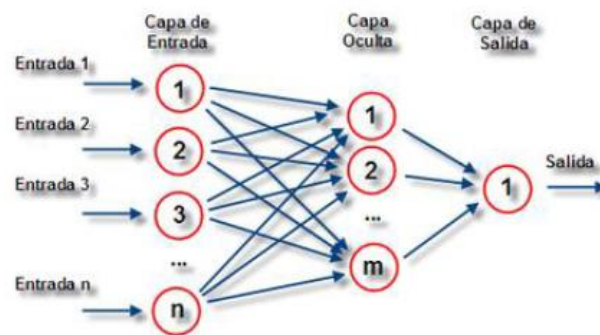 Capa de
Entrada
Capa
Oculta
Capa de
Salida
Entrada 1
1
Entrada 2
2
Entrada 3
3
...
Entrada n
n
1
2
...
m
1
Salida